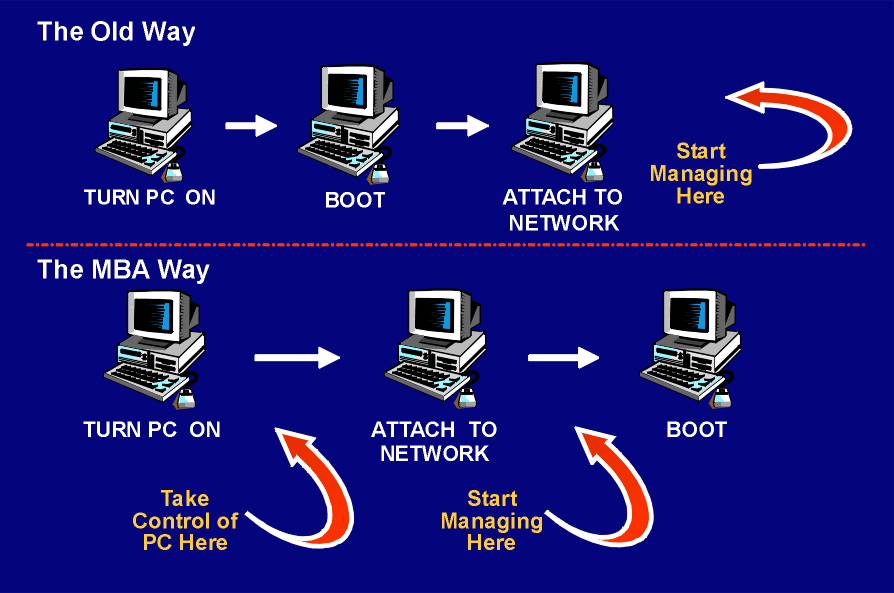 The Old Way
TURN PC ON
BOOT
ATTACH TO
NETWORK
Start
Managing
Here
The MBA Way
TURN PC ON
ATTACH TO
NETWORK
BOOT
Take
Control of
PC Here
Start
Managing
Here